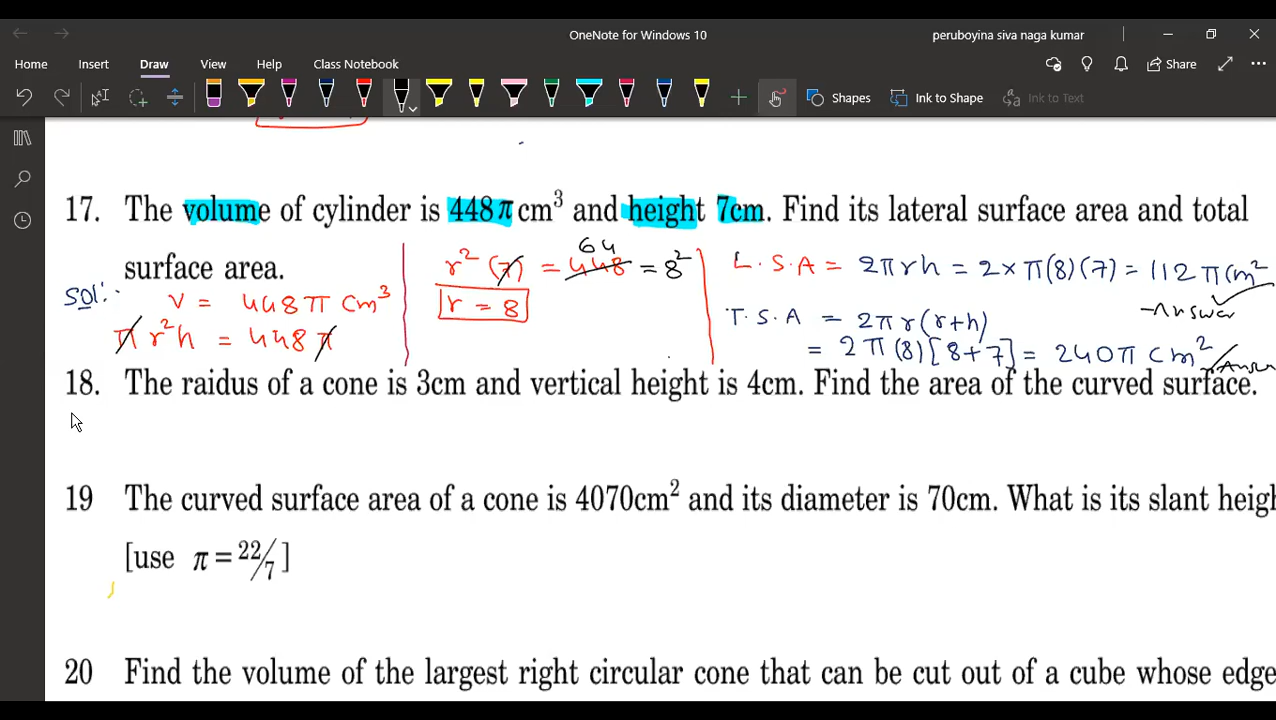 OneNote for Windows 10
peruboyina siva naga kumar
Home Insert Draw View Help Class Notebook Share
Shapes Ink to Shape Ink to Text
17. The volume of cylinder is 448π cm³ and height 7cm. Find its lateral surface area and total
surface area.
Sol:
V = 448π cm³
π r²h = 448 π
r² (7) = 448 = 8²
64
r = 8
L.S.A = 2πrh = 2×π(8)(7) = 112π cm²
Answer
T.S.A = 2πr(r+h)
= 2π(8)[8+7] = 240π cm²
18. The raidus of a cone is 3cm and vertical height is 4cm. Find the area of the curved surface.
19 The curved surface area of a cone is 4070cm² and its diameter is 70cm. What is its slant heigh
[use π = 22/7]
20 Find the volume of the largest right circular cone that can be cut out of a cube whose edge